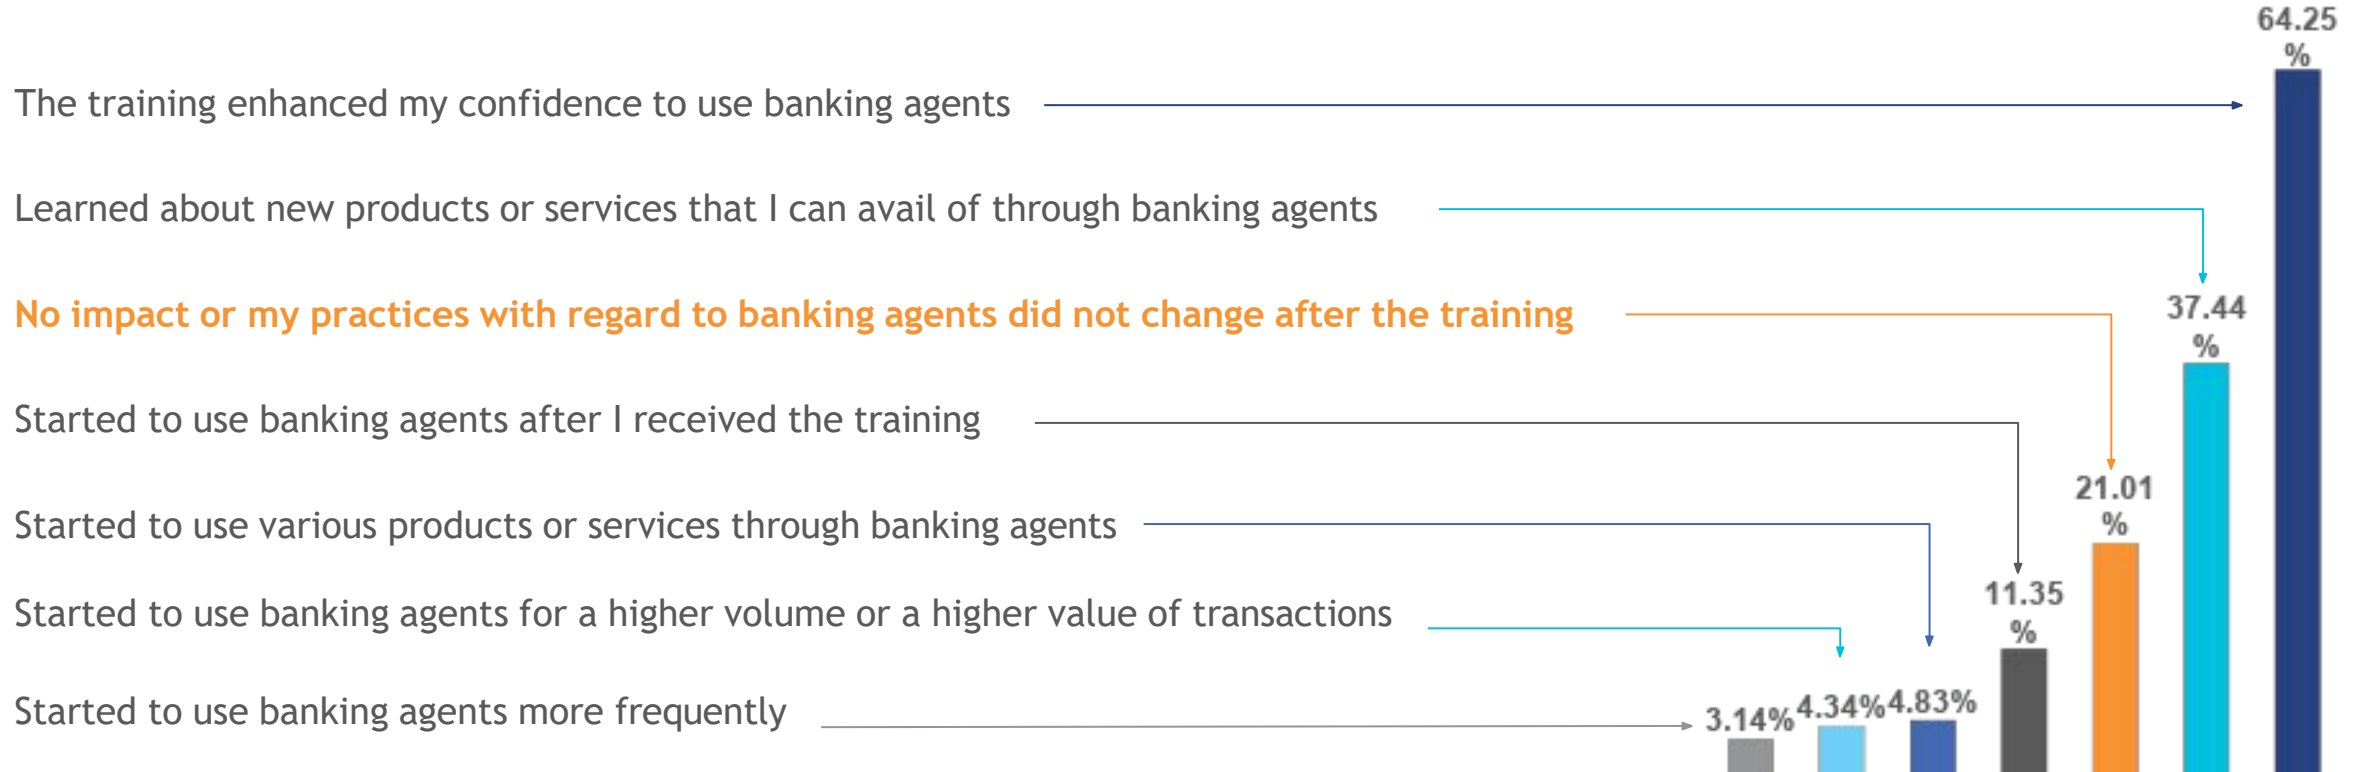 64.25
%
The training enhanced my confidence to use banking agents
Learned about new products or services that I can avail of through banking agents
37.44
%
No impact or my practices with regard to banking agents did not change after the training
Started to use banking agents after I received the training
21.01
%
Started to use various products or services through banking agents
11.35
%
Started to use banking agents for a higher volume or a higher value of transactions
Started to use banking agents more frequently
3.14% 4.34% 4.83%